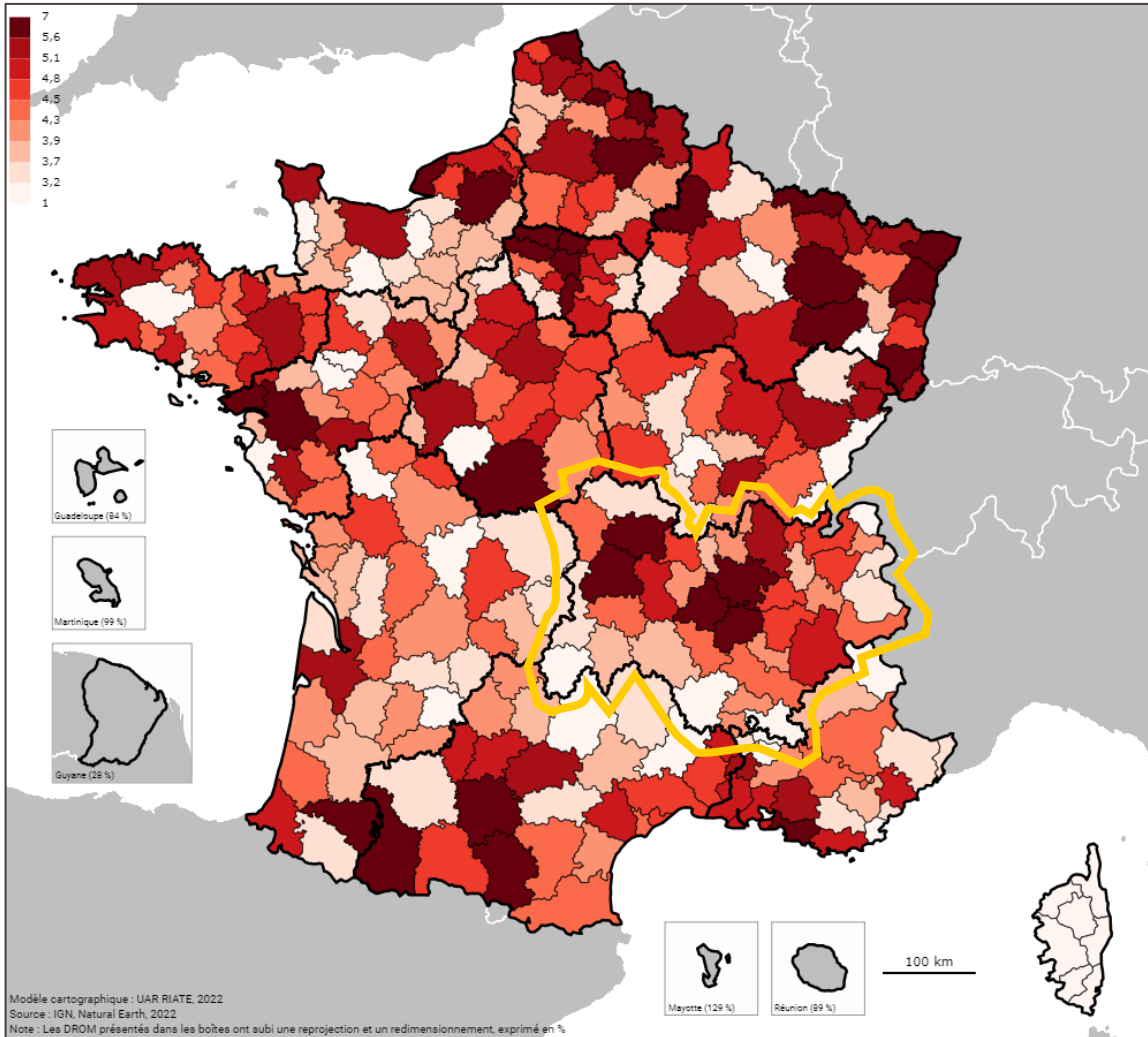 7
5,6
5,1
4,8
4,5
4,3
3,9
3,7
3,2
1
Guadeloupe (84 %)
Martinique (99 %)
Guyane (28 %)
Mayotte (129 %)
Réunion (89 %)
100 km
Modèle cartographique : UAR RIATE, 2022
Source : IGN, Natural Earth, 2022
Note : Les DROM présentés dans les boîtes ont subi une reprojection et un redimensionnement, exprimé en %